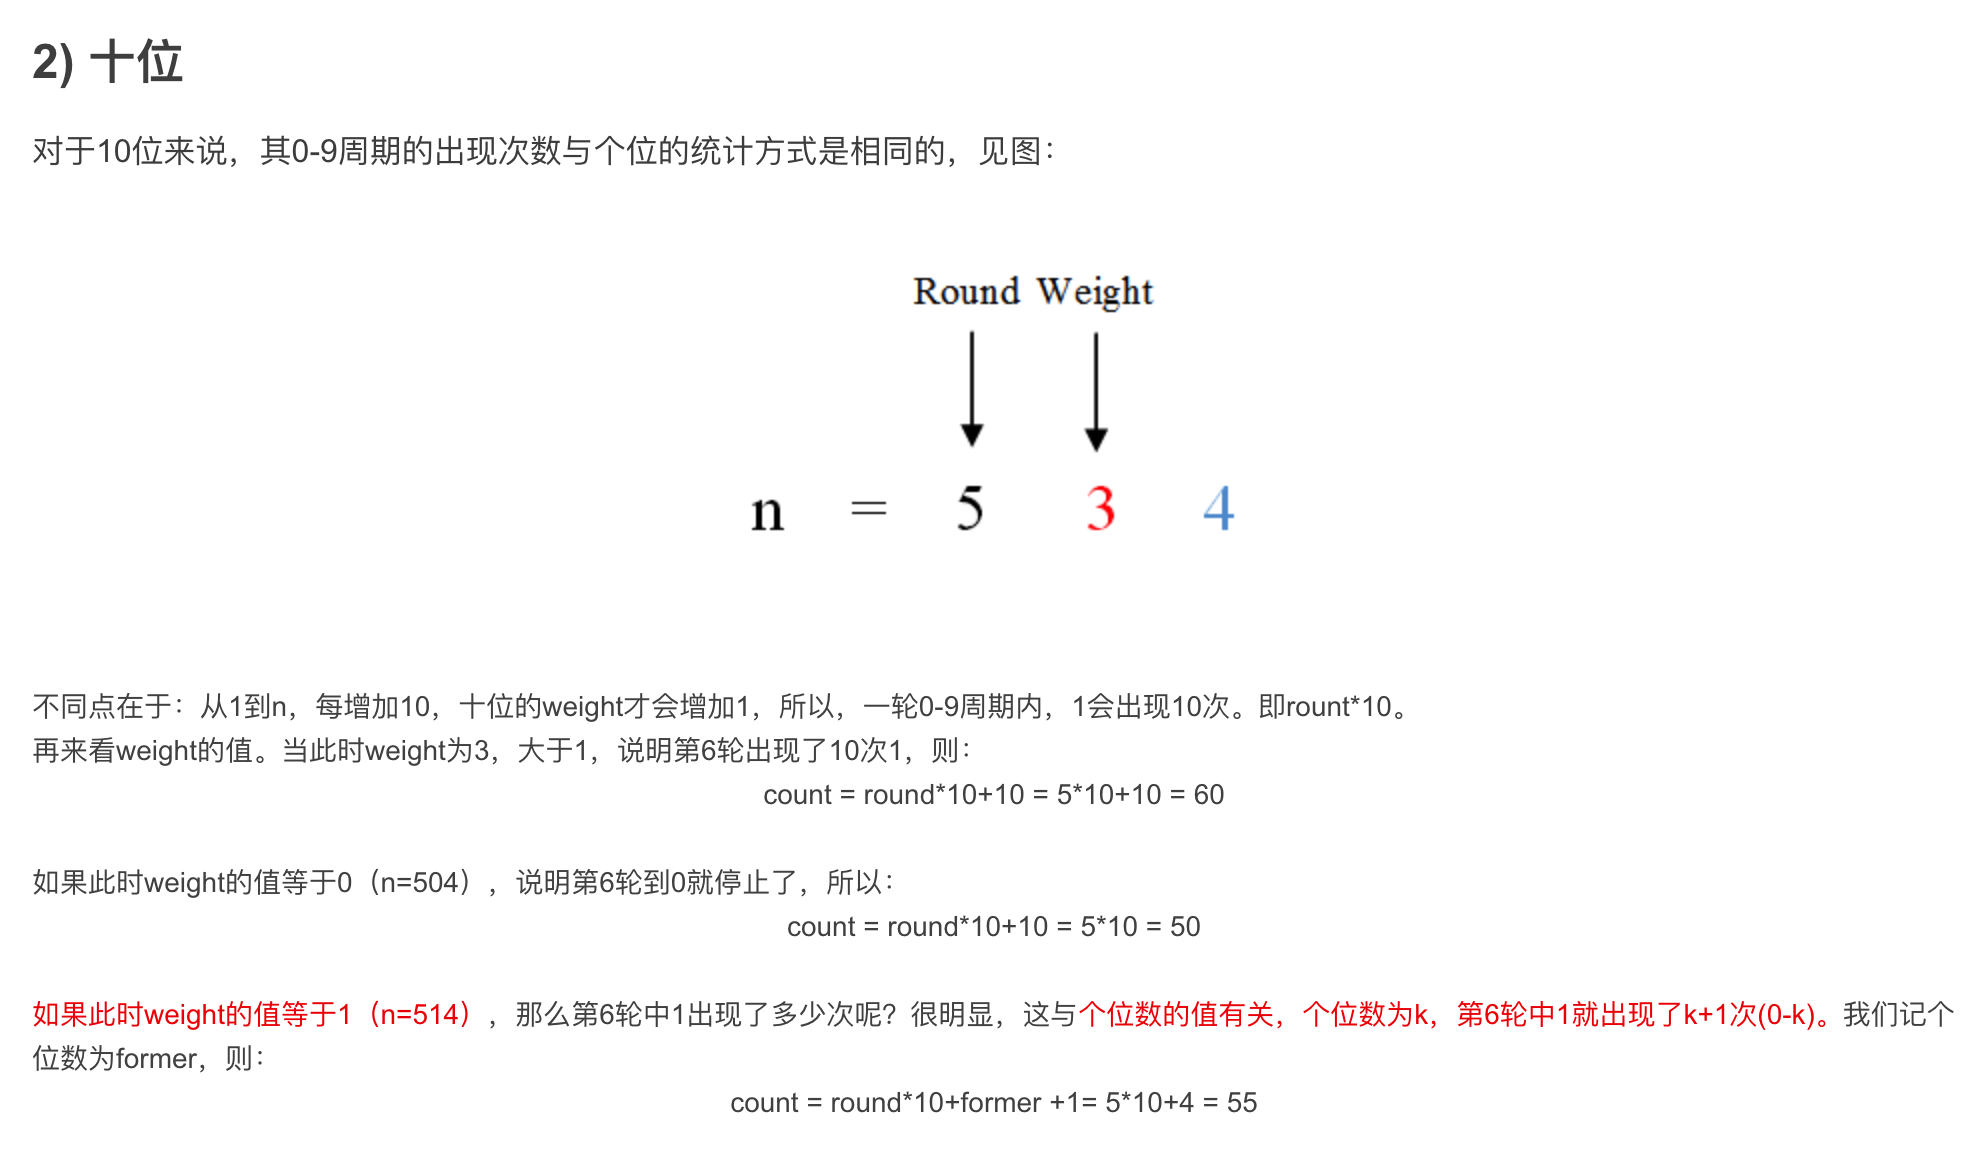 2) 十位
对于10位来说，其0-9周期的出现次数与个位的统计方式是相同的，见图：
Round Weight
n = 5 3 4
不同点在于：从1到n，每增加10，十位的weight才会增加1，所以，一轮0-9周期内，1会出现10次。即rount*10。
再来看weight的值。当此时weight为3，大于1，说明第6轮出现了10次1，则：
count = round*10+10 = 5*10+10 = 60
如果此时weight的值等于0（n=504），说明第6轮到0就停止了，所以：
count = round*10+10 = 5*10 = 50
如果此时weight的值等于1（n=514），那么第6轮中1出现了多少次呢？很明显，这与个位数的值有关，个位数为k，第6轮中1就出现了k+1次(0-k)。我们记个
位数为former，则：
count = round*10+former +1= 5*10+4 = 55